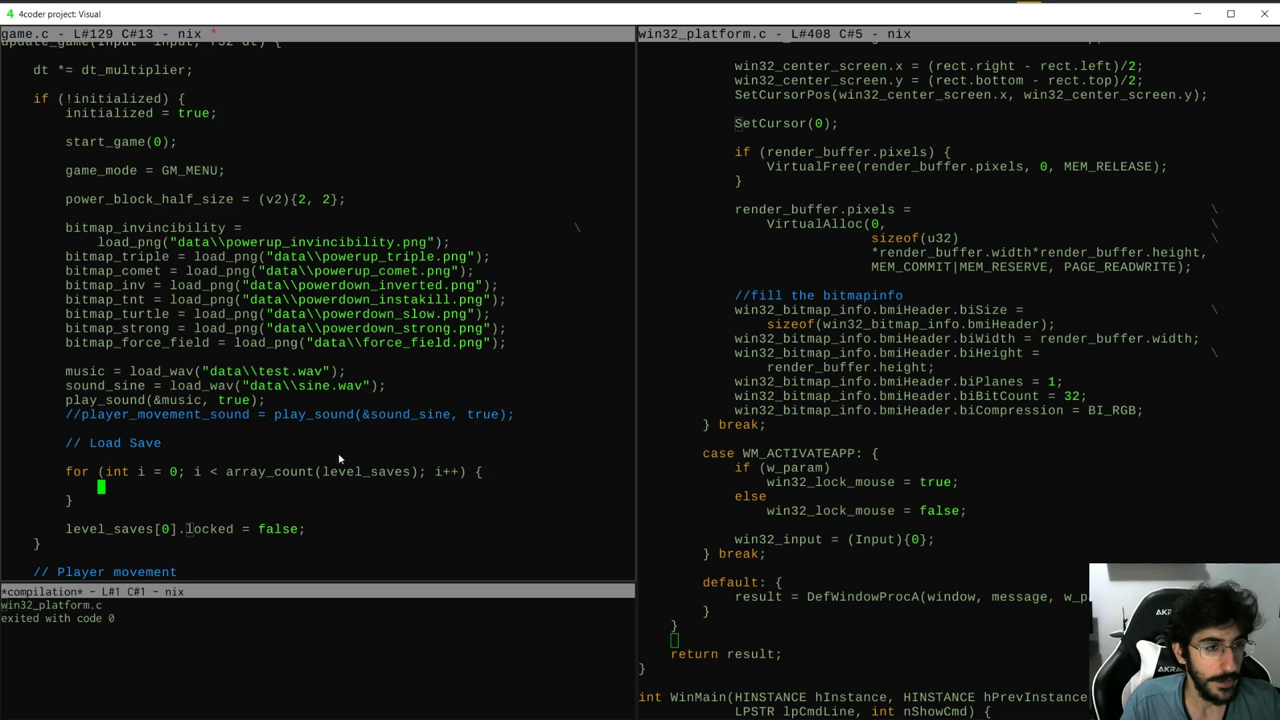 4 4coder project: Visual
game.c - L#129 C#13 - nix *
update_game(Input* input, f32 dt) {
dt *= dt_multiplier;
if (!initialized) {
initialized = true;
start_game(0);
game_mode = GM_MENU;
power_block_half_size = (v2){2, 2};
bitmap_invincibility = \
load_png("data\\powerup_invincibility.png");
bitmap_triple = load_png("data\\powerup_triple.png");
bitmap_comet = load_png("data\\powerup_comet.png");
bitmap_inv = load_png("data\\powerdown_inverted.png");
bitmap_tnt = load_png("data\\powerdown_instakill.png");
bitmap_turtle = load_png("data\\powerdown_slow.png");
bitmap_strong = load_png("data\\powerdown_strong.png");
bitmap_force_field = load_png("data\\force_field.png");
music = load_wav("data\\test.wav");
sound_sine = load_wav("data\\sine.wav");
play_sound(&music, true);
//player_movement_sound = play_sound(&sound_sine, true);
// Load Save
for (int i = 0; i < array_count(level_saves); i++) {
}
level_saves[0].locked = false;
}
// Player movement
*compilation* - L#1 C#1 - nix
win32_platform.c
exited with code 0
win32_platform.c - L#408 C#5 - nix
win32_center_screen.x = (rect.right - rect.left)/2;
win32_center_screen.y = (rect.bottom - rect.top)/2;
SetCursorPos(win32_center_screen.x, win32_center_screen.y);
SetCursor(0);
if (render_buffer.pixels) {
VirtualFree(render_buffer.pixels, 0, MEM_RELEASE);
}
render_buffer.pixels = \
VirtualAlloc(0, \
sizeof(u32) \
*render_buffer.width*render_buffer.height,
MEM_COMMIT|MEM_RESERVE, PAGE_READWRITE);
//fill the bitmapinfo
win32_bitmap_info.bmiHeader.biSize = \
sizeof(win32_bitmap_info.bmiHeader);
win32_bitmap_info.bmiHeader.biWidth = render_buffer.width;
win32_bitmap_info.bmiHeader.biHeight = \
render_buffer.height;
win32_bitmap_info.bmiHeader.biPlanes = 1;
win32_bitmap_info.bmiHeader.biBitCount = 32;
win32_bitmap_info.bmiHeader.biCompression = BI_RGB;
} break;
case WM_ACTIVATEAPP: {
if (w_param)
win32_lock_mouse = true;
else
win32_lock_mouse = false;
win32_input = (Input){0};
} break;
default: {
result = DefWindowProcA(window, message, w_p
}
}
return result;
}
int WinMain(HINSTANCE hInstance, HINSTANCE hPrevInstance
LPSTR lpCmdLine, int nShowCmd) {
AKRA